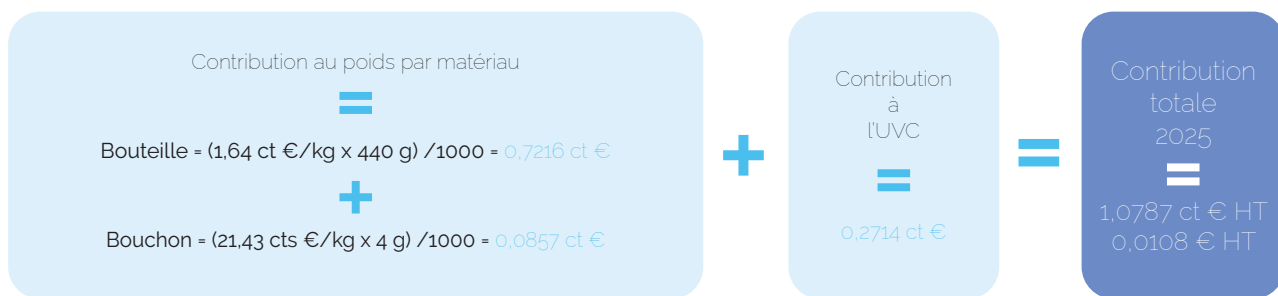 Contribution au poids par matériau
=
Bouteille = (1,64 ct €/kg x 440 g) /1000 = 0,7216 ct €
+
Bouchon = (21,43 cts €/kg x 4 g) /1000 = 0,0857 ct €
+
Contribution
à
l'UVC
=
0,2714 ct €
=
Contribution
totale
2025
=
1,0787 ct € HT
0,0108 € HT